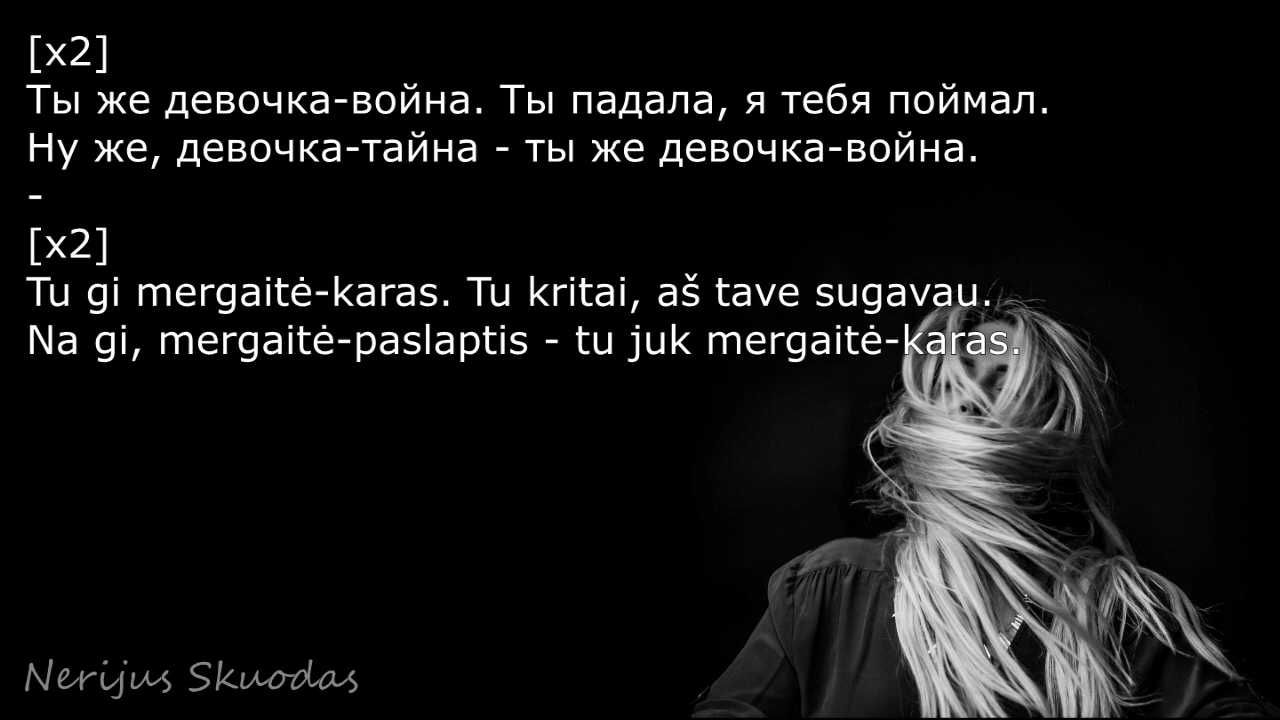 [x2]
Ты же девочка-война. Ты падала, я тебя поймал.
Ну же, девочка-тайна - ты же девочка-война.
-
[x2]
Tu gi mergaitė-karas. Tu kritai, aš tave sugavau.
Na gi, mergaitė-paslaptis - tu juk mergaitė-karas.
Nerijus Skuodas